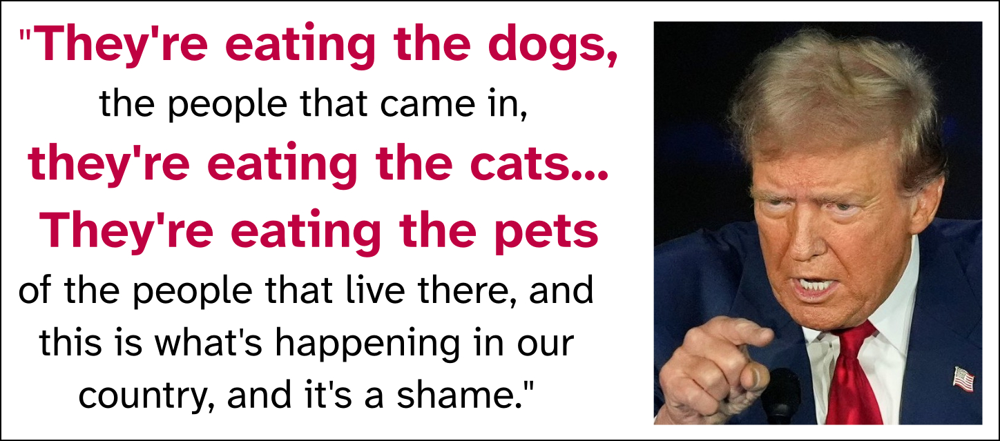 "They're eating the dogs,
the people that came in,
they're eating the cats...
They're eating the pets
of the people that live there, and
this is what's happening in our
country, and it's a shame."